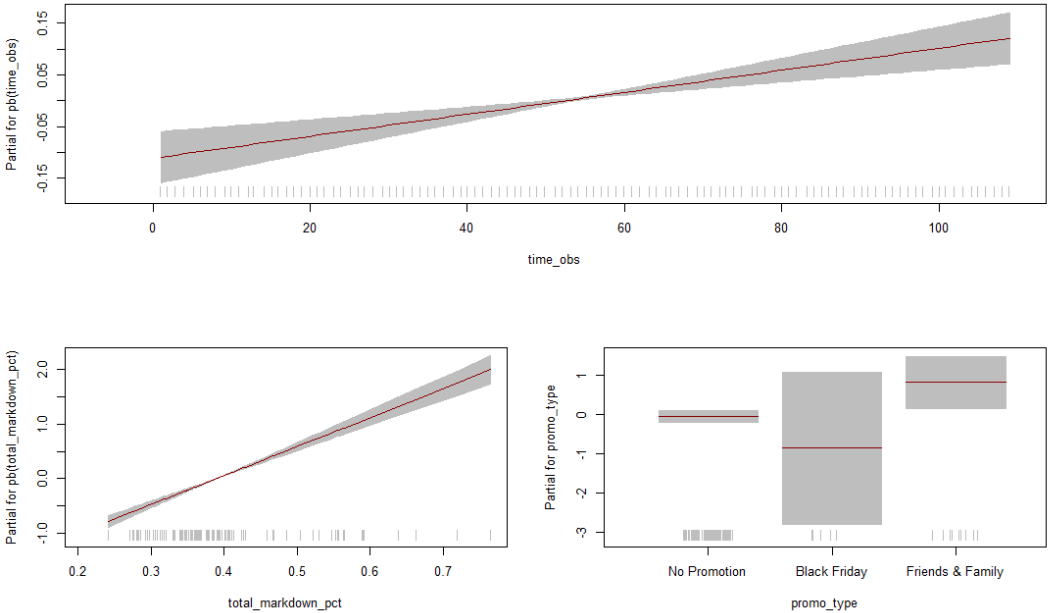 Partial for pb(time_obs)
0.15
0.05
-0.05
-0.15
0 20 40 60 80 100
time_obs
Partial for pb(total_markdown_pct)
2.0
1.0
0.0
-1.0
0.2 0.3 0.4 0.5 0.6 0.7
total_markdown_pct
Partial for promo_type
1
0
-1
-2
-3
No Promotion Black Friday Friends & Family
promo_type